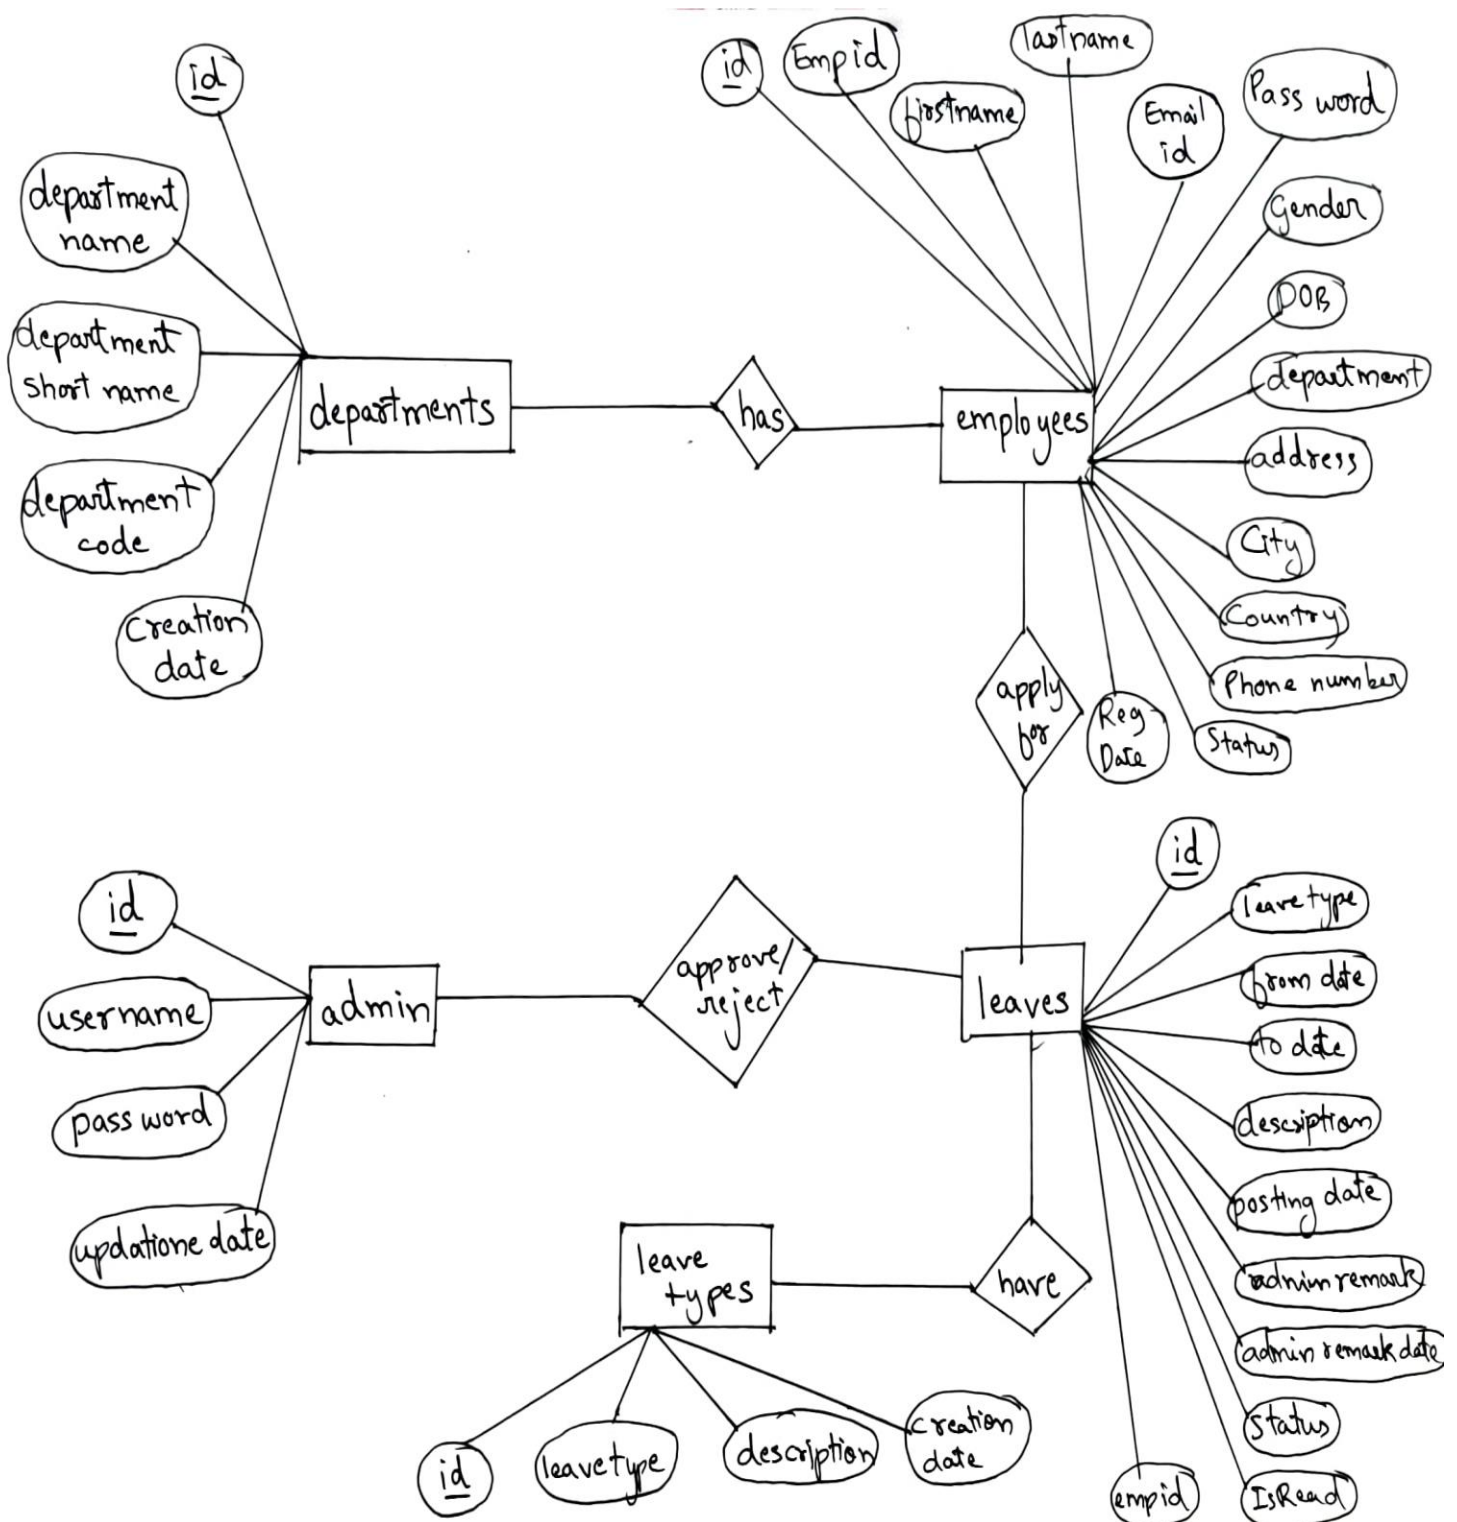 id
department
name
department
short name
department
code
Creation
date
departments
has
id
Empid
firstname
lastname
Email
id
Pass word
Gender
DOB
department
address
City
Country
Phone number
Status
Reg
Date
employees
apply
for
id
username
pass word
updatione date
admin
approve/
reject
leaves
id
leave type
from date
to date
description
posting date
admin remark
admin remark date
status
IsRead
empid
have
leave
types
id
leavetype
description
creation
date